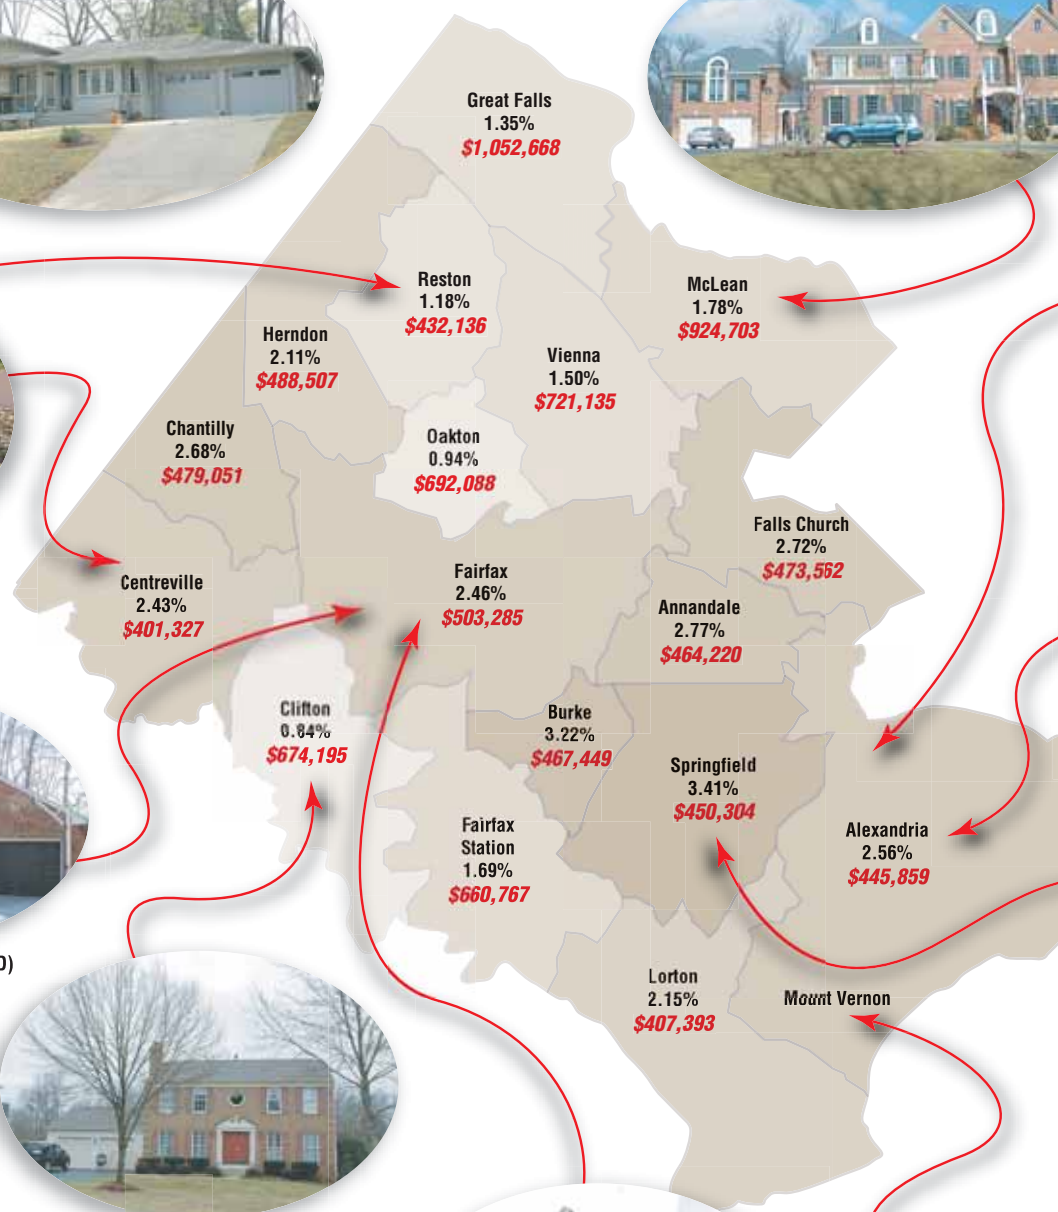 Great Falls
1.35%
$1,052,668
Reston
1.18%
$432,136
McLean
1.78%
$924,703
Herndon
2.11%
$488,507
Vienna
1.50%
$721,135
Chantilly
2.68%
$479,051
Oakton
0.94%
$692,088
Falls Church
2.72%
$473,562
Centreville
2.43%
$401,327
Fairfax
2.46%
$503,285
Annandale
2.77%
$464,220
Clifton
0.84%
$674,195
Burke
3.22%
$467,449
Springfield
3.41%
$450,304
Fairfax
Station
1.69%
$660,767
Alexandria
2.56%
$445,859
Lorton
2.15%
$407,393
Mount Vernon